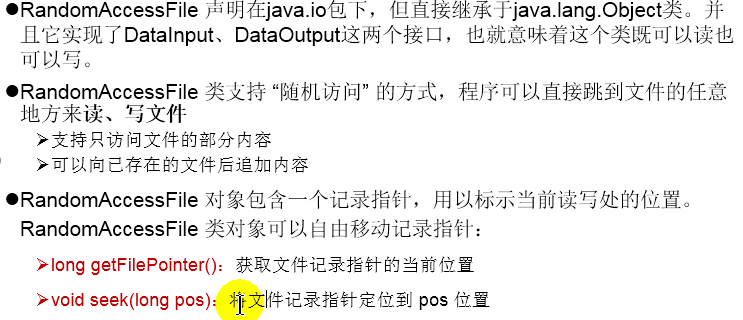 ●RandomAccessFile 声明在java.io包下，但直接继承于java.lang.Object类。并
且它实现了DataInput、DataOutput这两个接口，也就意味着这个类既可以读也
可以写。
●RandomAccessFile 类支持 “随机访问” 的方式，程序可以直接跳到文件的任意
地方来读、写文件
➢支持只访问文件的部分内容
➢可以向已存在的文件后追加内容
●RandomAccessFile 对象包含一个记录指针，用以标示当前读写处的位置。
RandomAccessFile 类对象可以自由移动记录指针：
➢long getFilePointer()：获取文件记录指针的当前位置
➢void seek(long pos)：将文件记录指针定位到 pos 位置